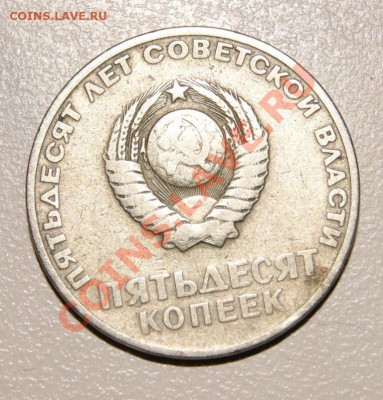 COINS.LAVE.RU
ПЯТЬДЕСЯТ ЛЕТ СОВЕТСКОЙ ВЛАСТИ
ПЯТЬДЕСЯТ
КОПЕЕК
COINS.LAVE.RU